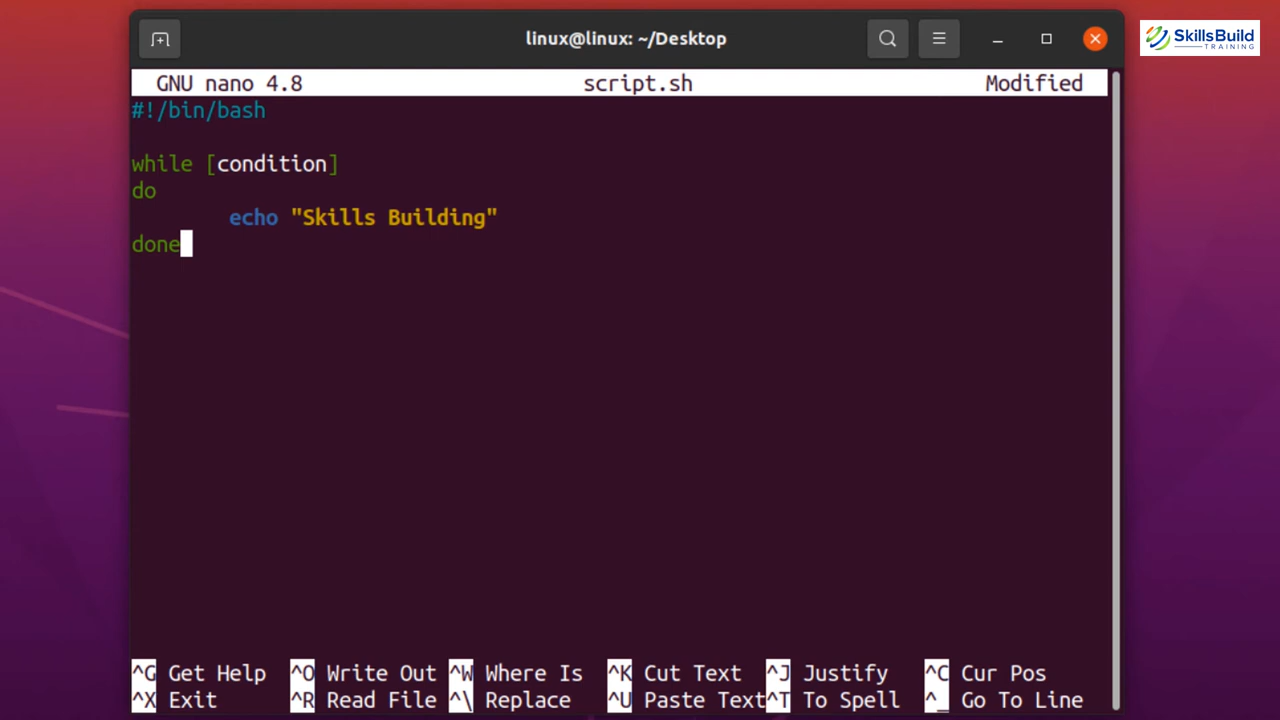 linux@linux: ~/Desktop
SkillsBuild
TRAINING
GNU nano 4.8 script.sh Modified
#!/bin/bash
while [condition]
do
echo "Skills Building"
done
^G Get Help ^O Write Out ^W Where Is ^K Cut Text ^J Justify ^C Cur Pos
^X Exit ^R Read File ^\ Replace ^U Paste Text^T To Spell ^_ Go To Line